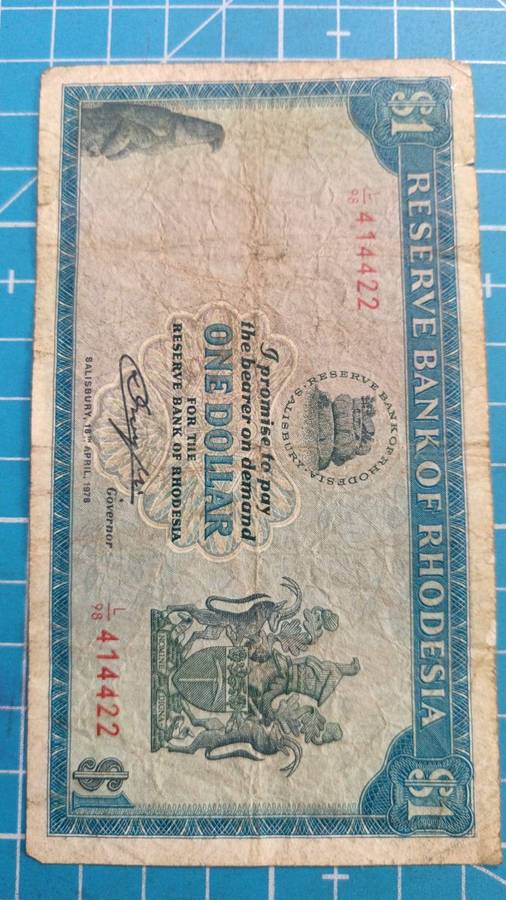 $1
RESERVE BANK OF RHODESIA
$1
L/98 414422
RESERVE BANK OF RHODESIA · SALISBURY ·
I promise to pay
the bearer on demand
ONE DOLLAR
FOR THE
RESERVE BANK OF RHODESIA
Governor
SALISBURY, 18TH APRIL, 1978
L/98 414422
$1